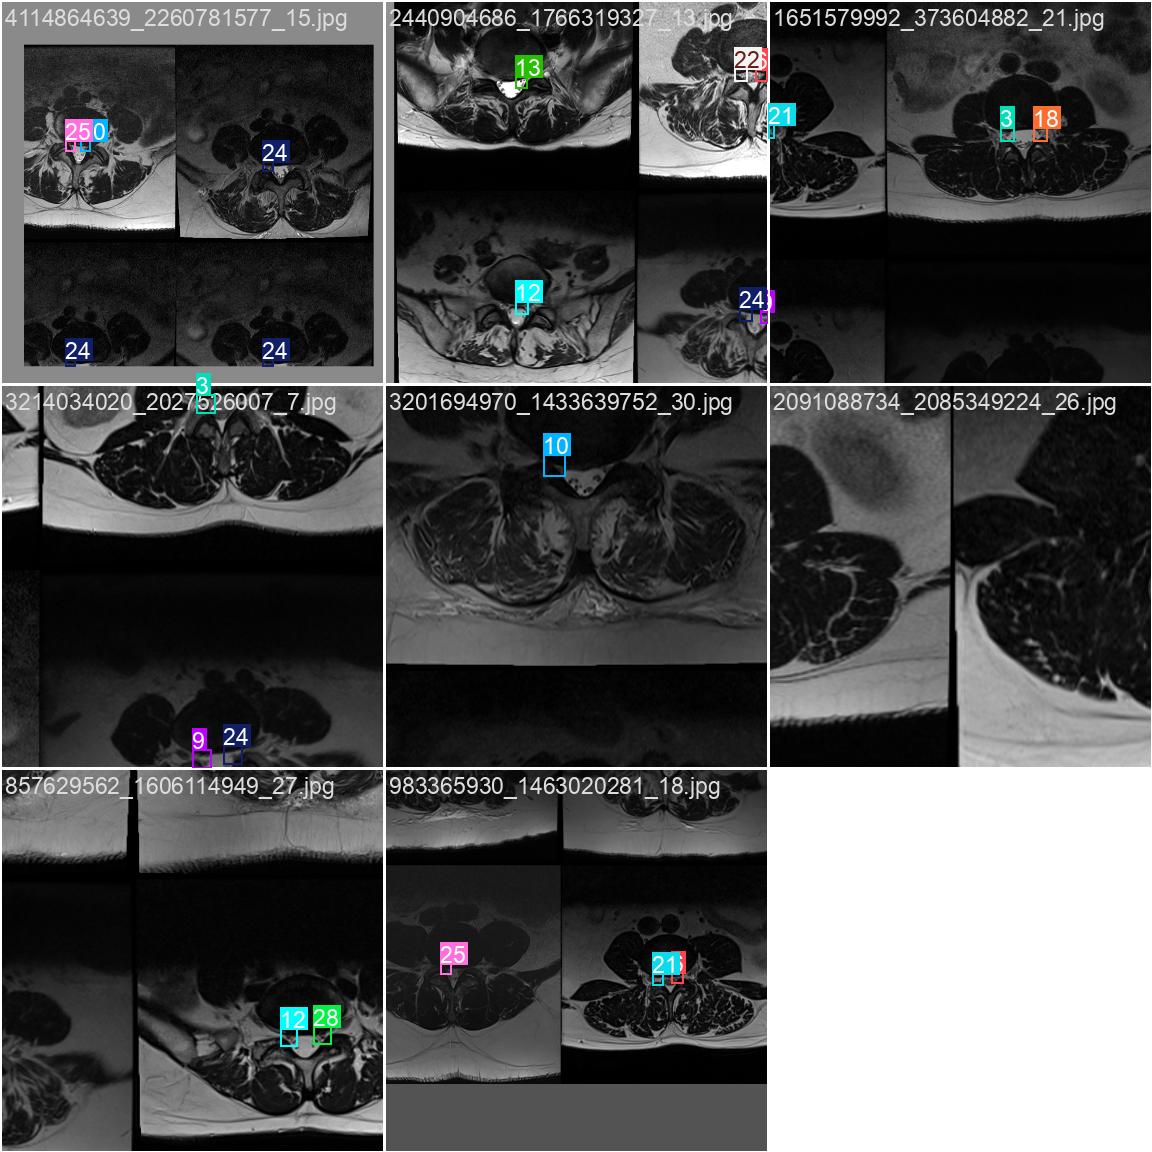 4114864639_2260781577_15.jpg
25
0
24
24
24
2440904686_1766319327_13.jpg
13
22
12
24
1651579992_373604882_21.jpg
21
3
18
3
3214034020_2027526007_7.jpg
9
24
3201694970_1433639752_30.jpg
10
2091088734_2085349224_26.jpg
857629562_1606114949_27.jpg
12
28
983365930_1463020281_18.jpg
25
21